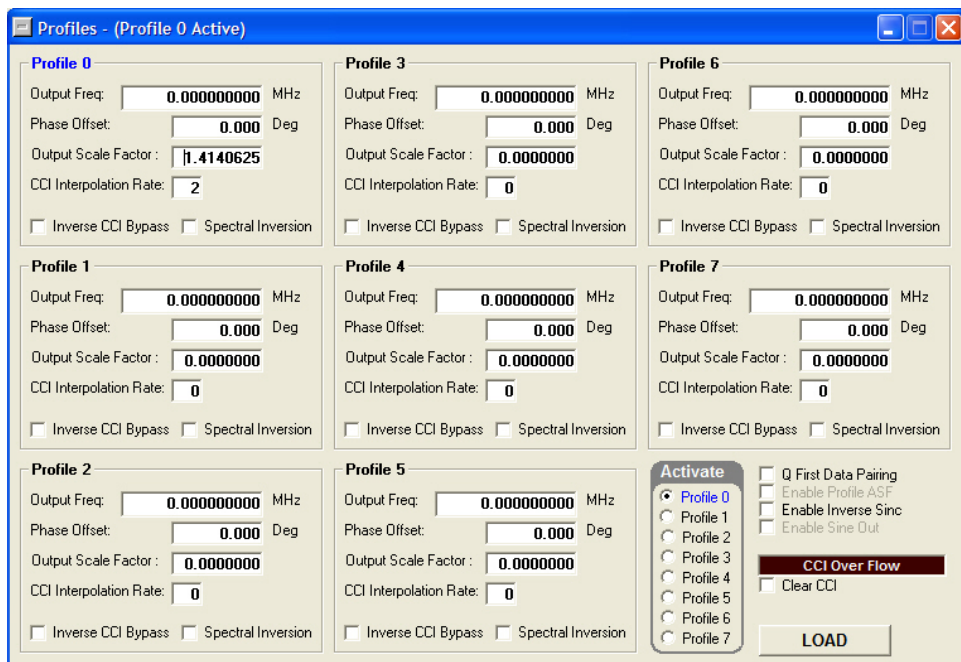 Profiles - (Profile 0 Active)
Profile 0
Output Freq: 0.000000000 MHz
Phase Offset: 0.000 Deg
Output Scale Factor : 1.4140625
CCI Interpolation Rate: 2
Inverse CCI Bypass Spectral Inversion
Profile 3
Output Freq: 0.000000000 MHz
Phase Offset: 0.000 Deg
Output Scale Factor : 0.0000000
CCI Interpolation Rate: 0
Inverse CCI Bypass Spectral Inversion
Profile 6
Output Freq: 0.000000000 MHz
Phase Offset: 0.000 Deg
Output Scale Factor : 0.0000000
CCI Interpolation Rate: 0
Inverse CCI Bypass Spectral Inversion
Profile 1
Output Freq: 0.000000000 MHz
Phase Offset: 0.000 Deg
Output Scale Factor : 0.0000000
CCI Interpolation Rate: 0
Inverse CCI Bypass Spectral Inversion
Profile 4
Output Freq: 0.000000000 MHz
Phase Offset: 0.000 Deg
Output Scale Factor : 0.0000000
CCI Interpolation Rate: 0
Inverse CCI Bypass Spectral Inversion
Profile 7
Output Freq: 0.000000000 MHz
Phase Offset: 0.000 Deg
Output Scale Factor : 0.0000000
CCI Interpolation Rate: 0
Inverse CCI Bypass Spectral Inversion
Profile 2
Output Freq: 0.000000000 MHz
Phase Offset: 0.000 Deg
Output Scale Factor : 0.0000000
CCI Interpolation Rate: 0
Inverse CCI Bypass Spectral Inversion
Profile 5
Output Freq: 0.000000000 MHz
Phase Offset: 0.000 Deg
Output Scale Factor : 0.0000000
CCI Interpolation Rate: 0
Inverse CCI Bypass Spectral Inversion
Activate
Profile 0
Profile 1
Profile 2
Profile 3
Profile 4
Profile 5
Profile 6
Profile 7
Q First Data Pairing
Enable Profile ASF
Enable Inverse Sinc
Enable Sine Out
CCI Over Flow
Clear CCI
LOAD